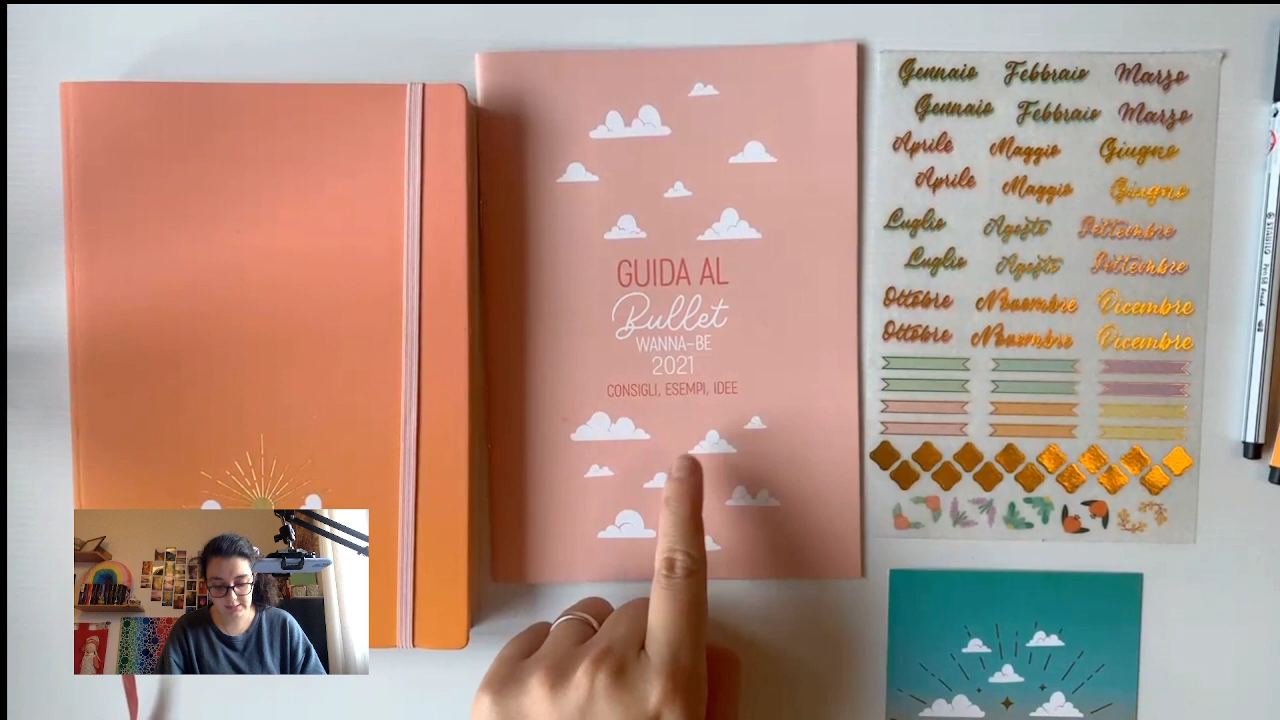 GUIDA AL
Bullet
WANNA-BE
2021
CONSIGLI, ESEMPI, IDEE
Gennaio Febbraio Marzo
Gennaio Febbraio Marzo
Aprile Maggio Giugno
Aprile Maggio Giugno
Luglio Agosto Settembre
Luglio Agosto Settembre
Ottobre Novembre Dicembre
Ottobre Novembre Dicembre
STABILO